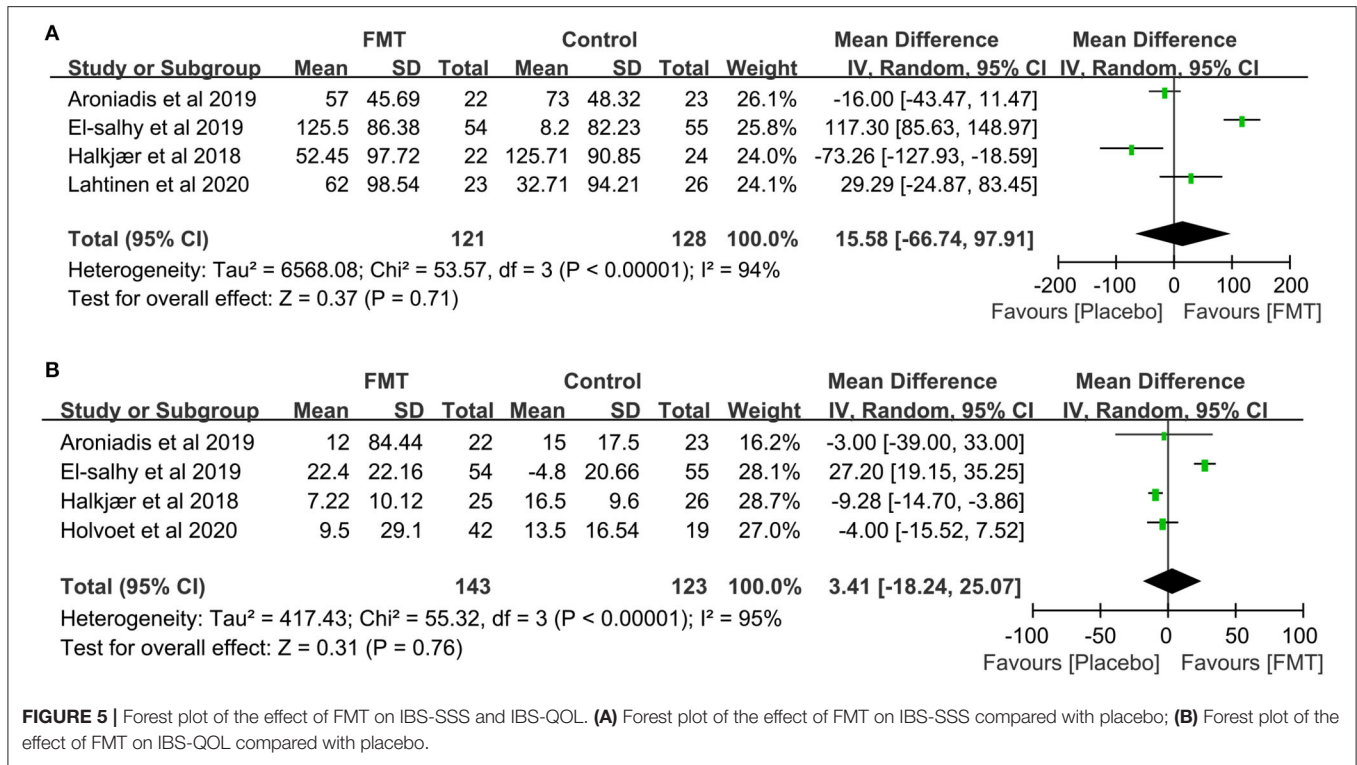 A
FMT Control Mean Difference Mean Difference
Study or Subgroup Mean SD Total Mean SD Total Weight IV, Random, 95% CI IV, Random, 95% CI
Aroniadis et al 2019 57 45.69 22 73 48.32 23 26.1% -16.00 [-43.47, 11.47]
El-salhy et al 2019 125.5 86.38 54 8.2 82.23 55 25.8% 117.30 [85.63, 148.97]
Halkjær et al 2018 52.45 97.72 22 125.71 90.85 24 24.0% -73.26 [-127.93, -18.59]
Lahtinen et al 2020 62 98.54 23 32.71 94.21 26 24.1% 29.29 [-24.87, 83.45]
Total (95% CI) 121 128 100.0% 15.58 [-66.74, 97.91]
Heterogeneity: Tau² = 6568.08; Chi² = 53.57, df = 3 (P < 0.00001); I² = 94%
Test for overall effect: Z = 0.37 (P = 0.71)
-200 -100 0 100 200
Favours [Placebo] Favours [FMT]
B
FMT Control Mean Difference Mean Difference
Study or Subgroup Mean SD Total Mean SD Total Weight IV, Random, 95% CI IV, Random, 95% CI
Aroniadis et al 2019 12 84.44 22 15 17.5 23 16.2% -3.00 [-39.00, 33.00]
El-salhy et al 2019 22.4 22.16 54 -4.8 20.66 55 28.1% 27.20 [19.15, 35.25]
Halkjær et al 2018 7.22 10.12 25 16.5 9.6 26 28.7% -9.28 [-14.70, -3.86]
Holvoet et al 2020 9.5 29.1 42 13.5 16.54 19 27.0% -4.00 [-15.52, 7.52]
Total (95% CI) 143 123 100.0% 3.41 [-18.24, 25.07]
Heterogeneity: Tau² = 417.43; Chi² = 55.32, df = 3 (P < 0.00001); I² = 95%
Test for overall effect: Z = 0.31 (P = 0.76)
-100 -50 0 50 100
Favours [Placebo] Favours [FMT]
FIGURE 5 | Forest plot of the effect of FMT on IBS-SSS and IBS-QOL. (A) Forest plot of the effect of FMT on IBS-SSS compared with placebo; (B) Forest plot of the
effect of FMT on IBS-QOL compared with placebo.